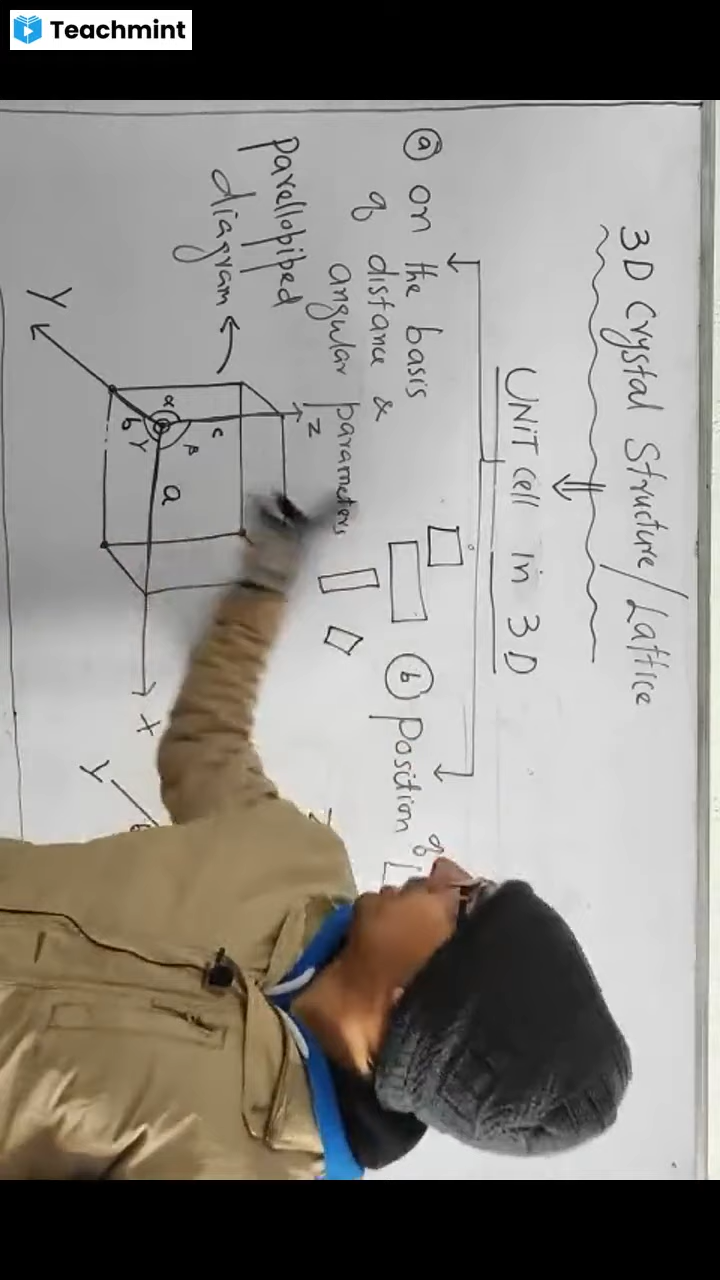 Teachmint
3D Crystal Structure/Lattice
UNIT cell in 3D
(a) on the basis
of distance &
angular parameters
(b) Position of
parellopiped
diagram
Z
α
b
c
γ
β
a
Y
X
Y